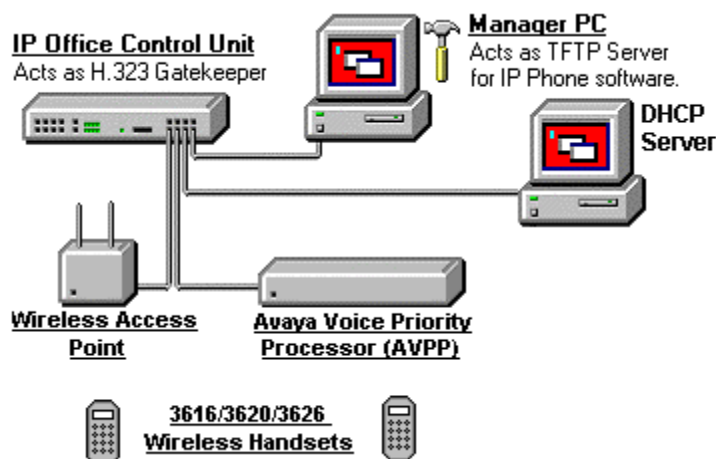 IP Office Control Unit
Acts as H.323 Gatekeeper
Manager PC
Acts as TFTP Server
for IP Phone software.
DHCP
Server
Wireless Access
Point
Avaya Voice Priority
Processor (AVPP)
3616/3620/3626
Wireless Handsets